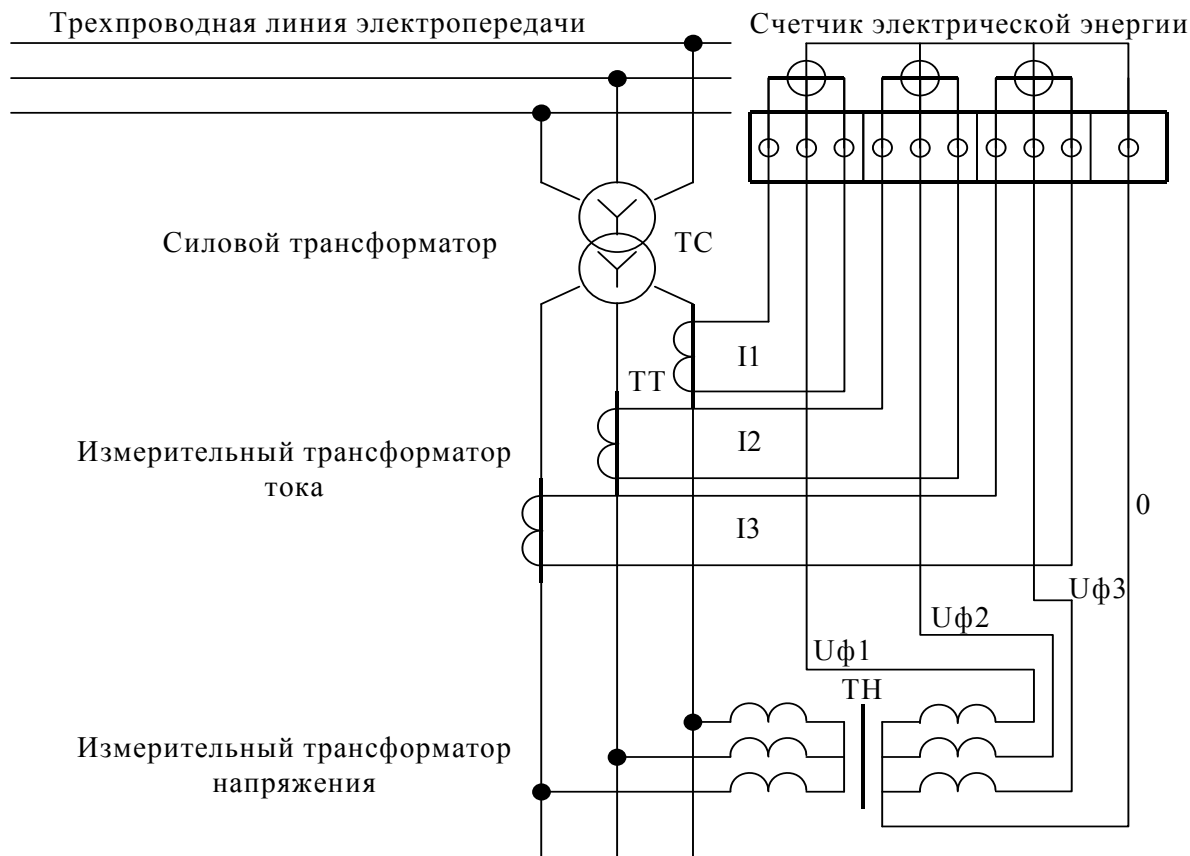 Трехпроводная линия электропередачи
Счетчик электрической энергии
Силовой трансформатор
ТС
I1
ТТ
Измерительный трансформатор
тока
I2
I3
0
Uф3
Uф2
Uф1
ТН
Измерительный трансформатор
напряжения